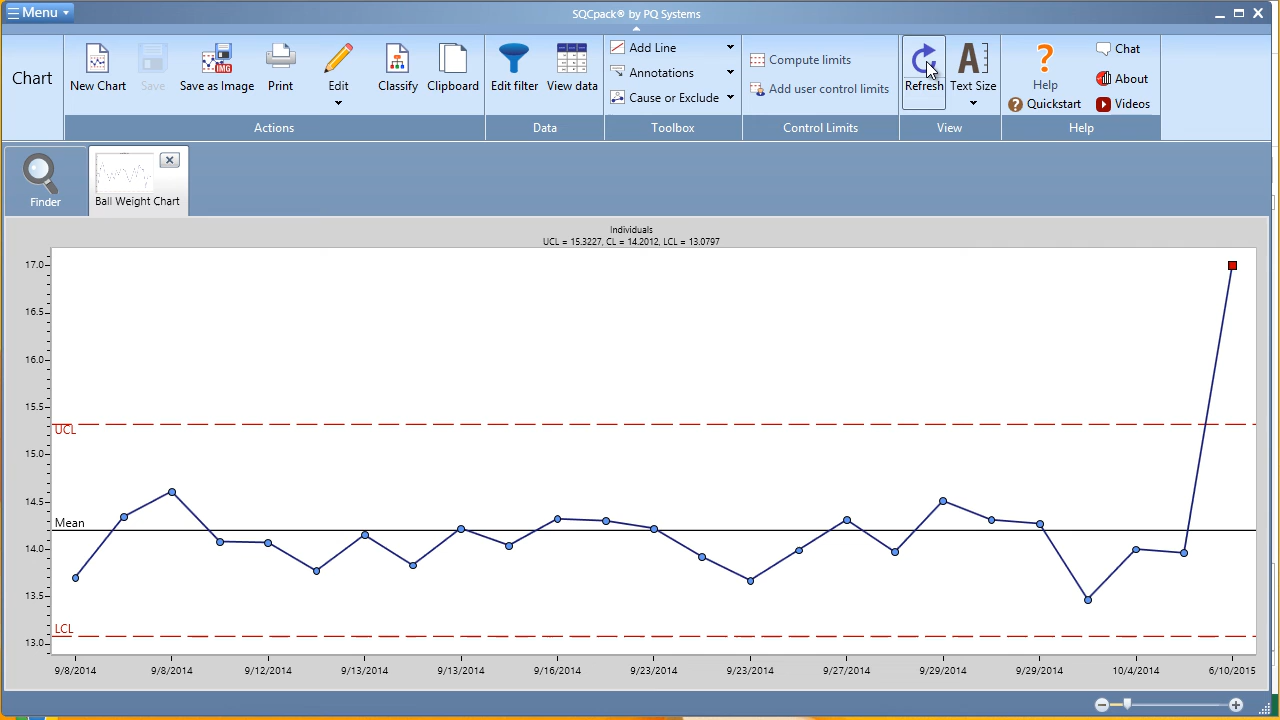 Menu
SQCpack® by PQ Systems
Chart
New Chart
Save
Save as Image
IMG
Print
Edit
Classify
Clipboard
Actions
Edit filter
View data
Data
Add Line
Annotations
Cause or Exclude
Toolbox
Compute limits
Add user control limits
Control Limits
Refresh
Text Size
View
Help
Quickstart
Chat
About
Videos
Help
Finder
Ball Weight Chart
Individuals
UCL = 15.3227, CL = 14.2012, LCL = 13.0797
17.0
16.5
16.0
15.5
15.0
14.5
14.0
13.5
13.0
UCL
Mean
LCL
9/8/2014 9/8/2014 9/12/2014 9/13/2014 9/13/2014 9/16/2014 9/23/2014 9/23/2014 9/27/2014 9/29/2014 9/29/2014 10/4/2014 6/10/2015